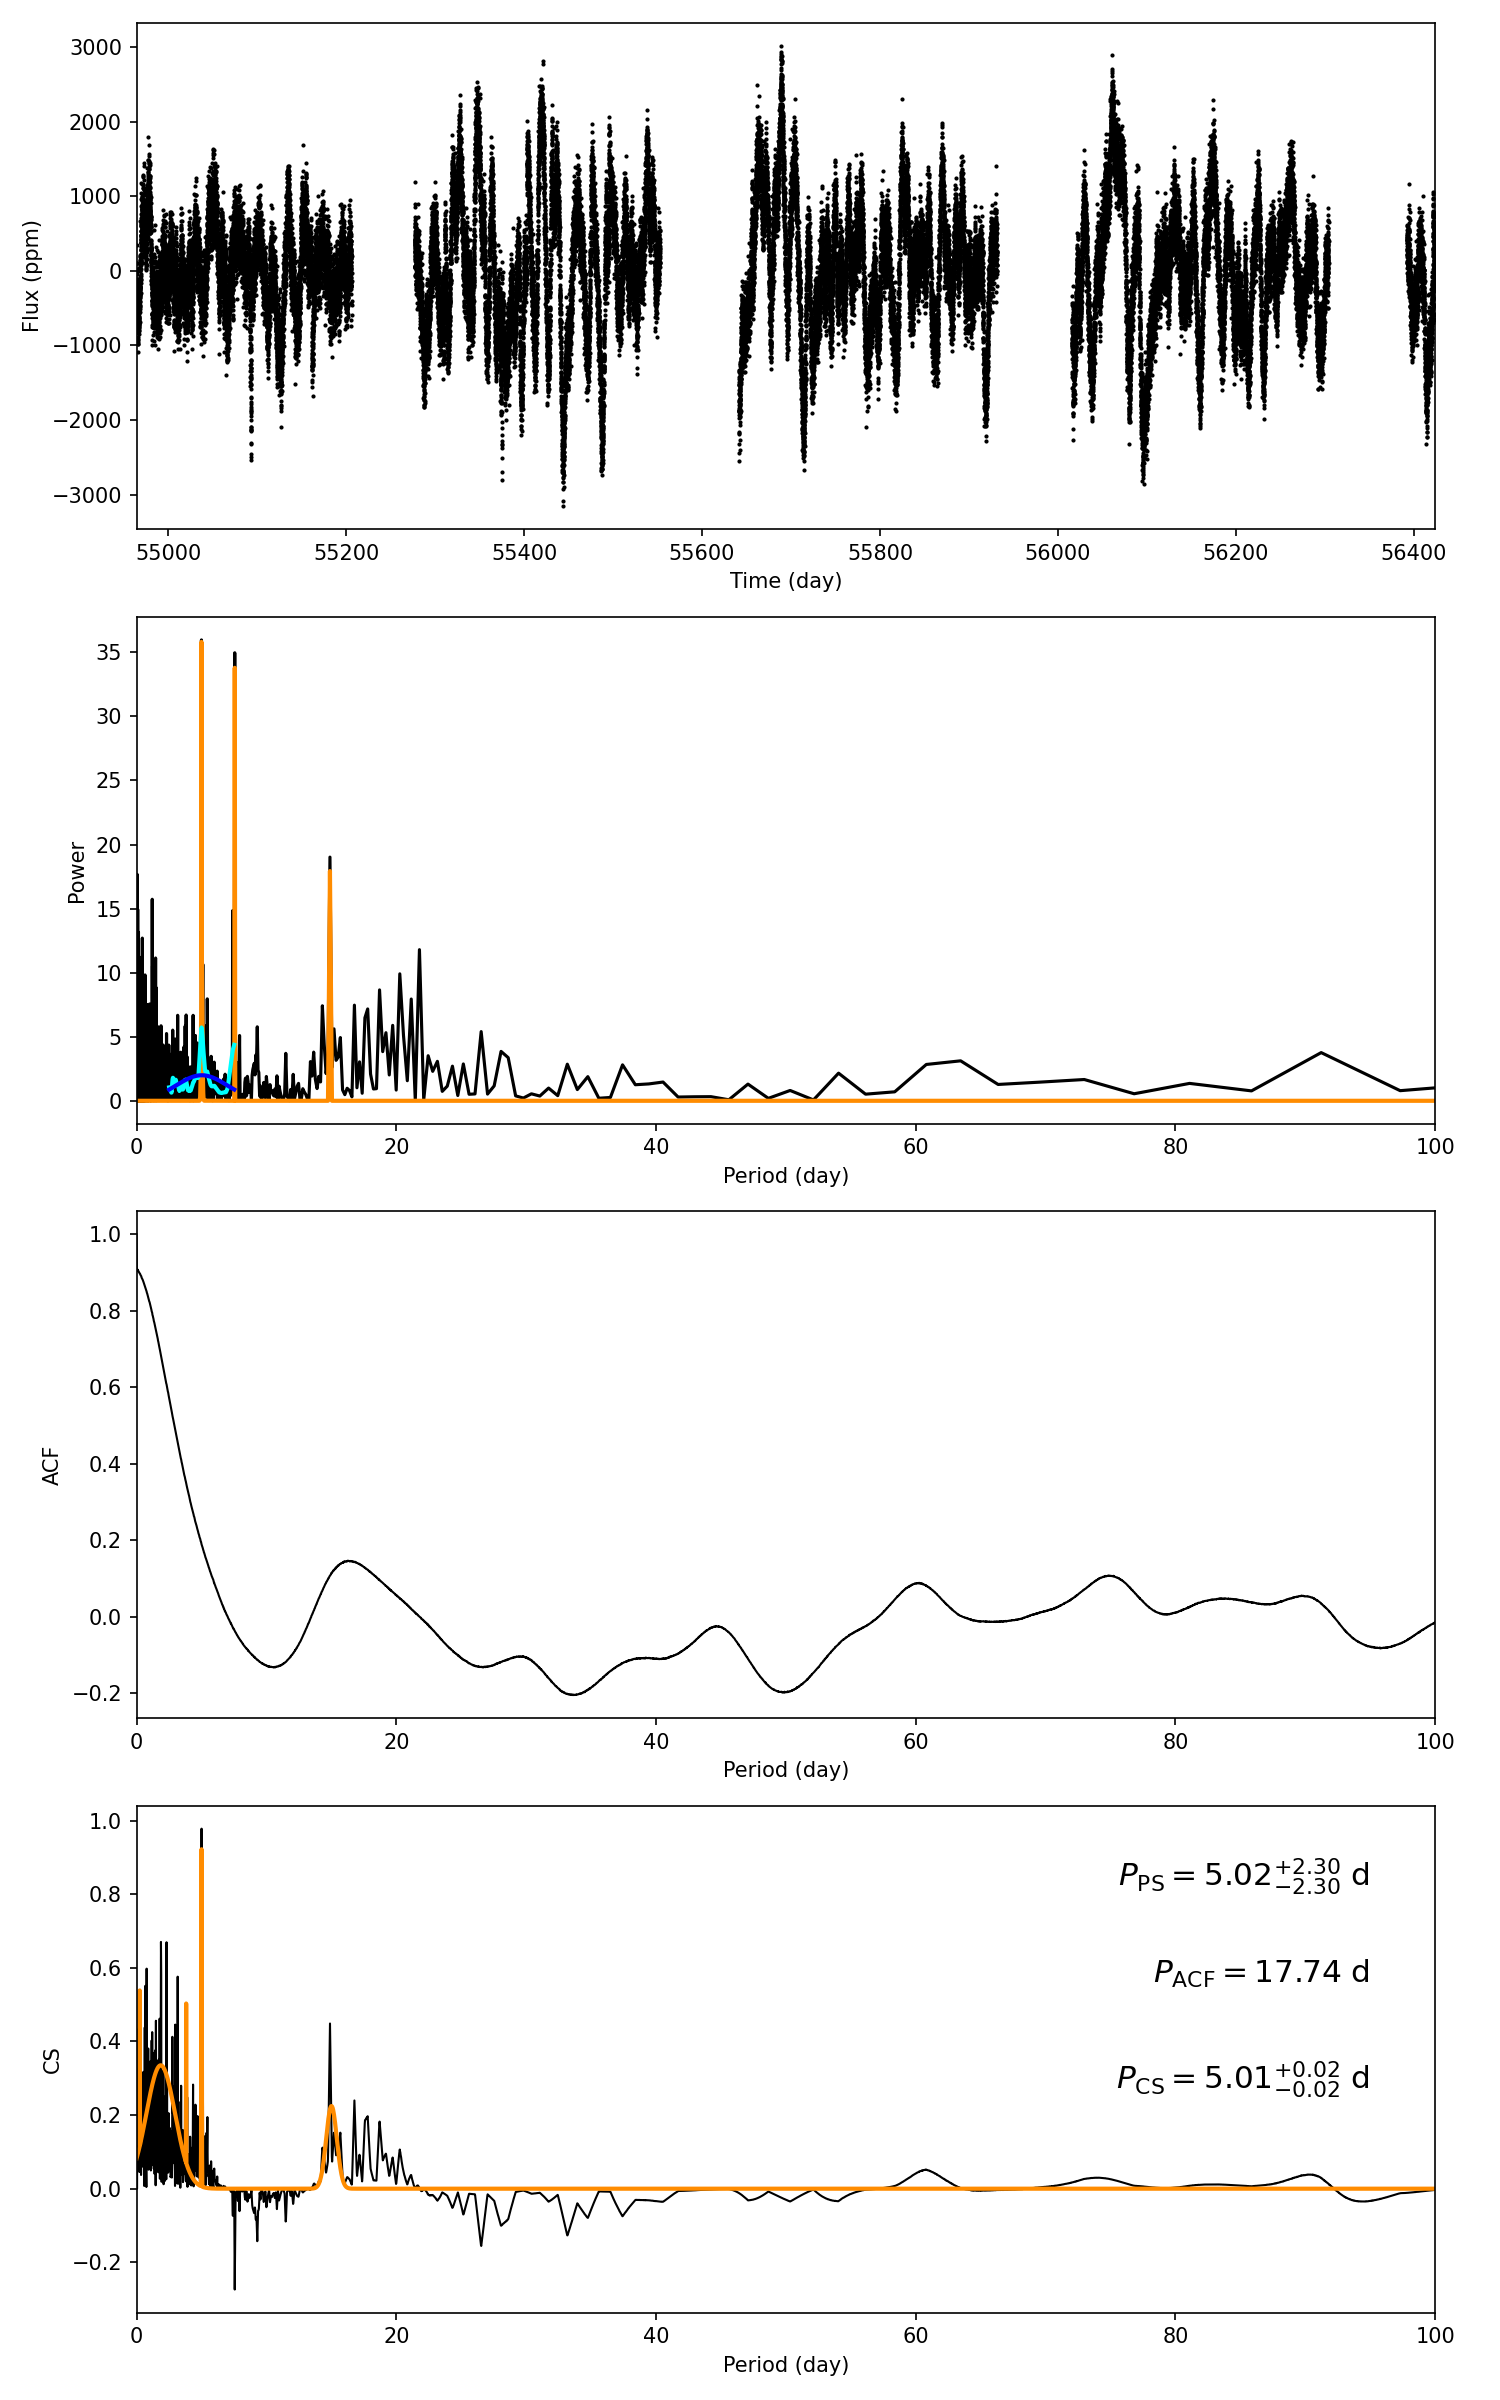 3000
2000
1000
0
−1000
−2000
−3000
Flux (ppm)
55000 55200 55400 55600 55800 56000 56200 56400
Time (day)
35
30
25
20
15
10
5
0
Power
0 20 40 60 80 100
Period (day)
1.0
0.8
0.6
0.4
0.2
0.0
−0.2
ACF
0 20 40 60 80 100
Period (day)
1.0
0.8
0.6
0.4
0.2
0.0
−0.2
CS
P_PS = 5.02 +2.30 −2.30 d
P_ACF = 17.74 d
P_CS = 5.01 +0.02 −0.02 d
0 20 40 60 80 100
Period (day)